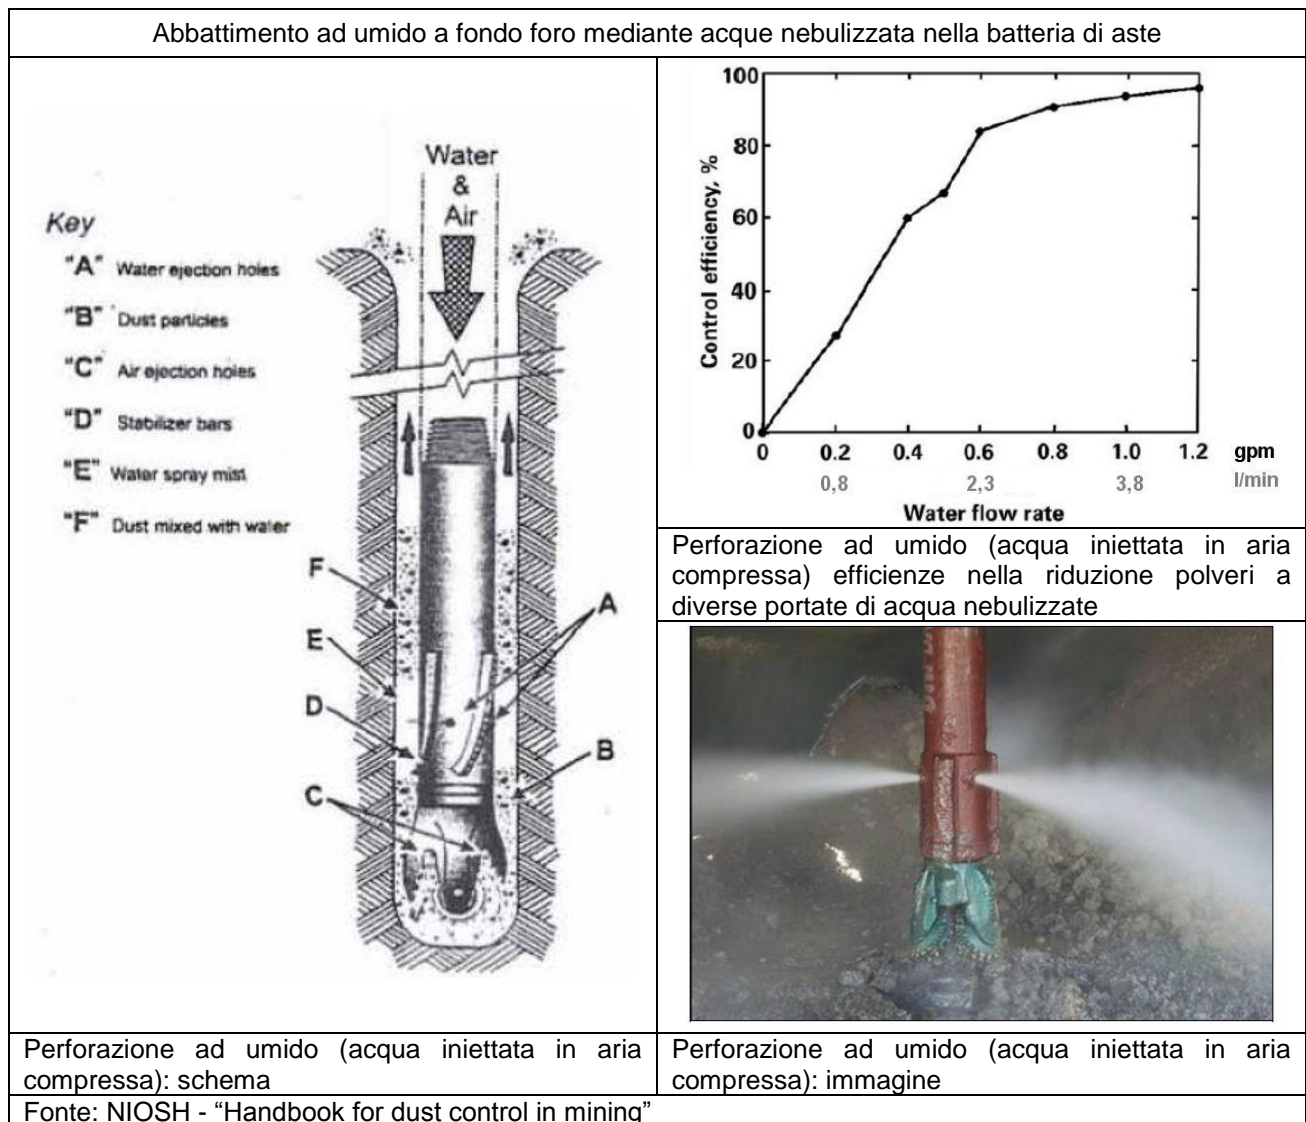 Abbattimento ad umido a fondo foro mediante acque nebulizzata nella batteria di aste
Water
&
Air
Key
"A" Water ejection holes
"B" Dust particles
"C" Air ejection holes
"D" Stabilizer bars
"E" Water spray mist
"F" Dust mixed with water
F
E
D
C
A
B
Perforazione ad umido (acqua iniettata in aria
compressa): schema
Control efficiency, %
100
80
60
40
20
0
0 0.2 0.4 0.6 0.8 1.0 1.2 gpm
0,8 2,3 3,8 l/min
Water flow rate
Perforazione ad umido (acqua iniettata in aria
compressa) efficienze nella riduzione polveri a
diverse portate di acqua nebulizzate
Perforazione ad umido (acqua iniettata in aria
compressa): immagine
Fonte: NIOSH - “Handbook for dust control in mining”